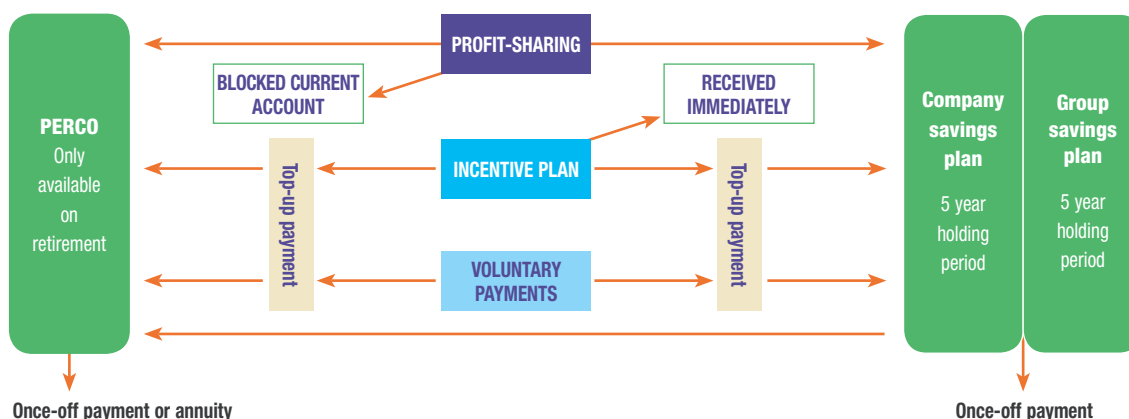 PROFIT-SHARING
BLOCKED CURRENT
ACCOUNT
RECEIVED
IMMEDIATELY
PERCO
Only
available
on
retirement
INCENTIVE PLAN
Top-up payment
Top-up payment
VOLUNTARY
PAYMENTS
Company
savings
plan
5 year
holding
period
Group
savings
plan
5 year
holding
period
Once-off payment or annuity
Once-off payment